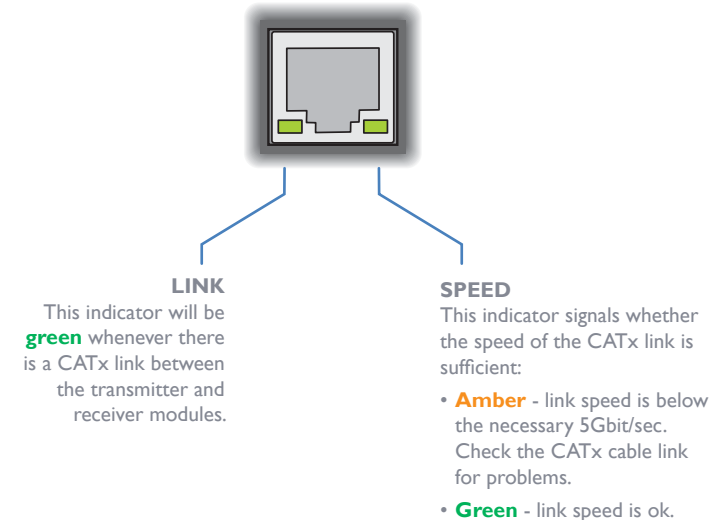 LINK
This indicator will be
green whenever there
is a CATx link between
the transmitter and
receiver modules.
SPEED
This indicator signals whether
the speed of the CATx link is
sufficient:
• Amber - link speed is below
the necessary 5Gbit/sec.
Check the CATx cable link
for problems.
• Green - link speed is ok.